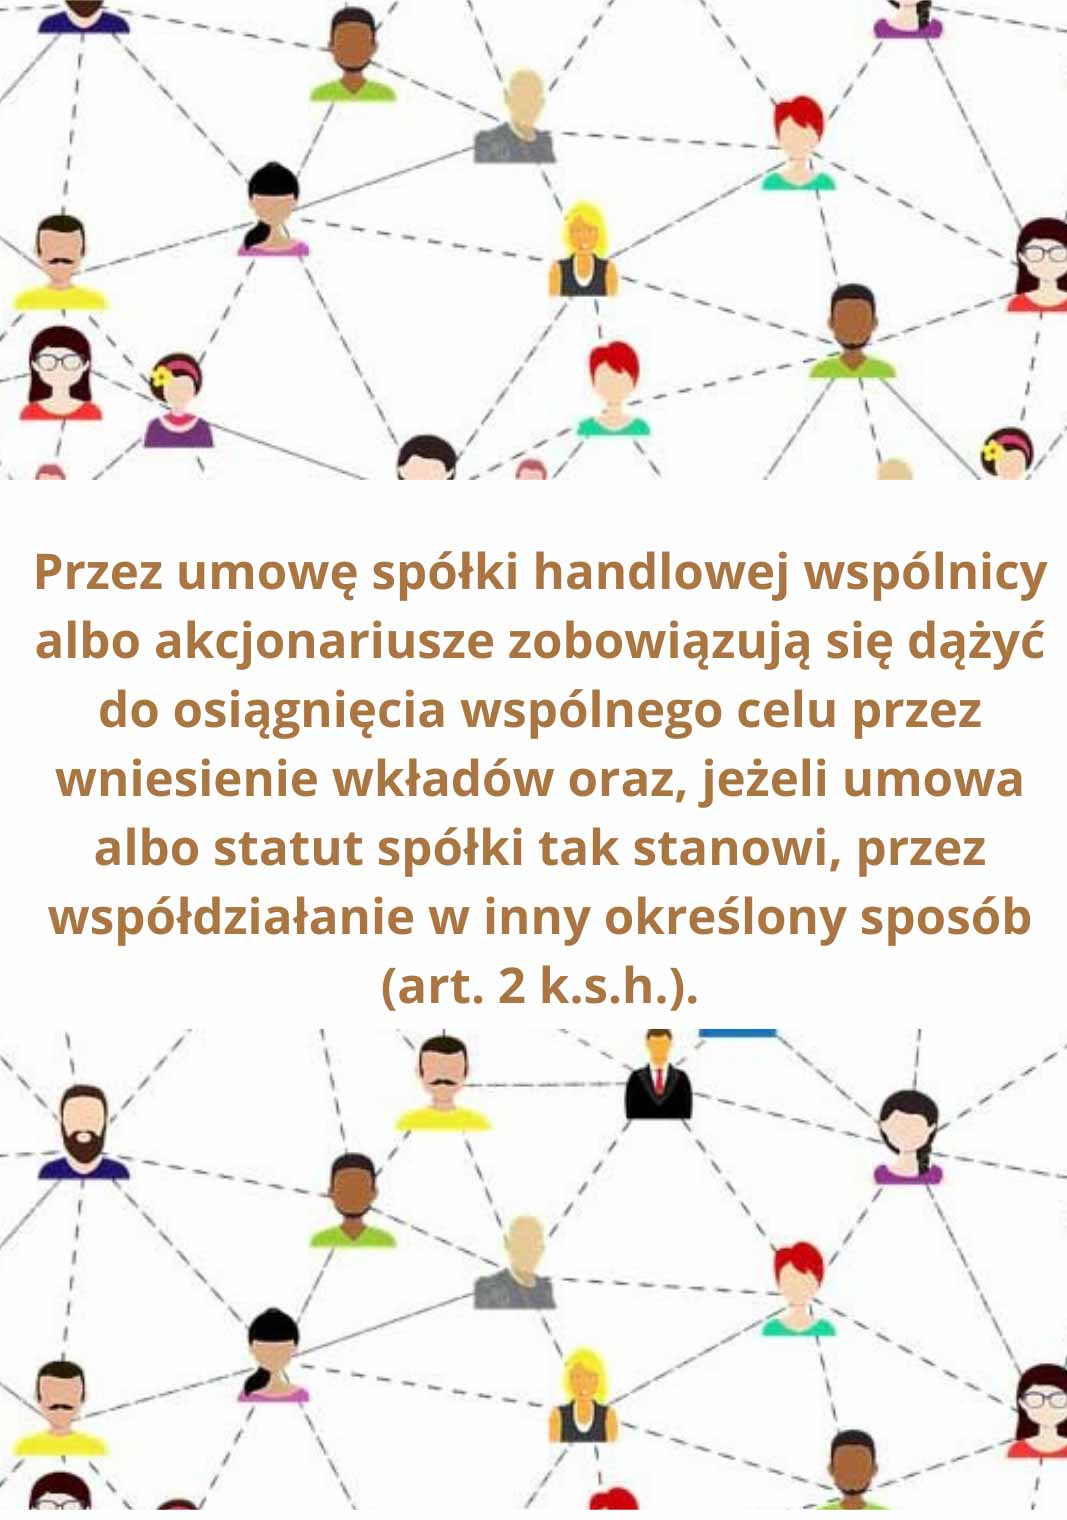 Przez umowę spółki handlowej wspólnicy
albo akcjonariusze zobowiązują się dążyć
do osiągnięcia wspólnego celu przez
wniesienie wkładów oraz, jeżeli umowa
albo statut spółki tak stanowi, przez
współdziałanie w inny określony sposób
(art. 2 k.s.h.).